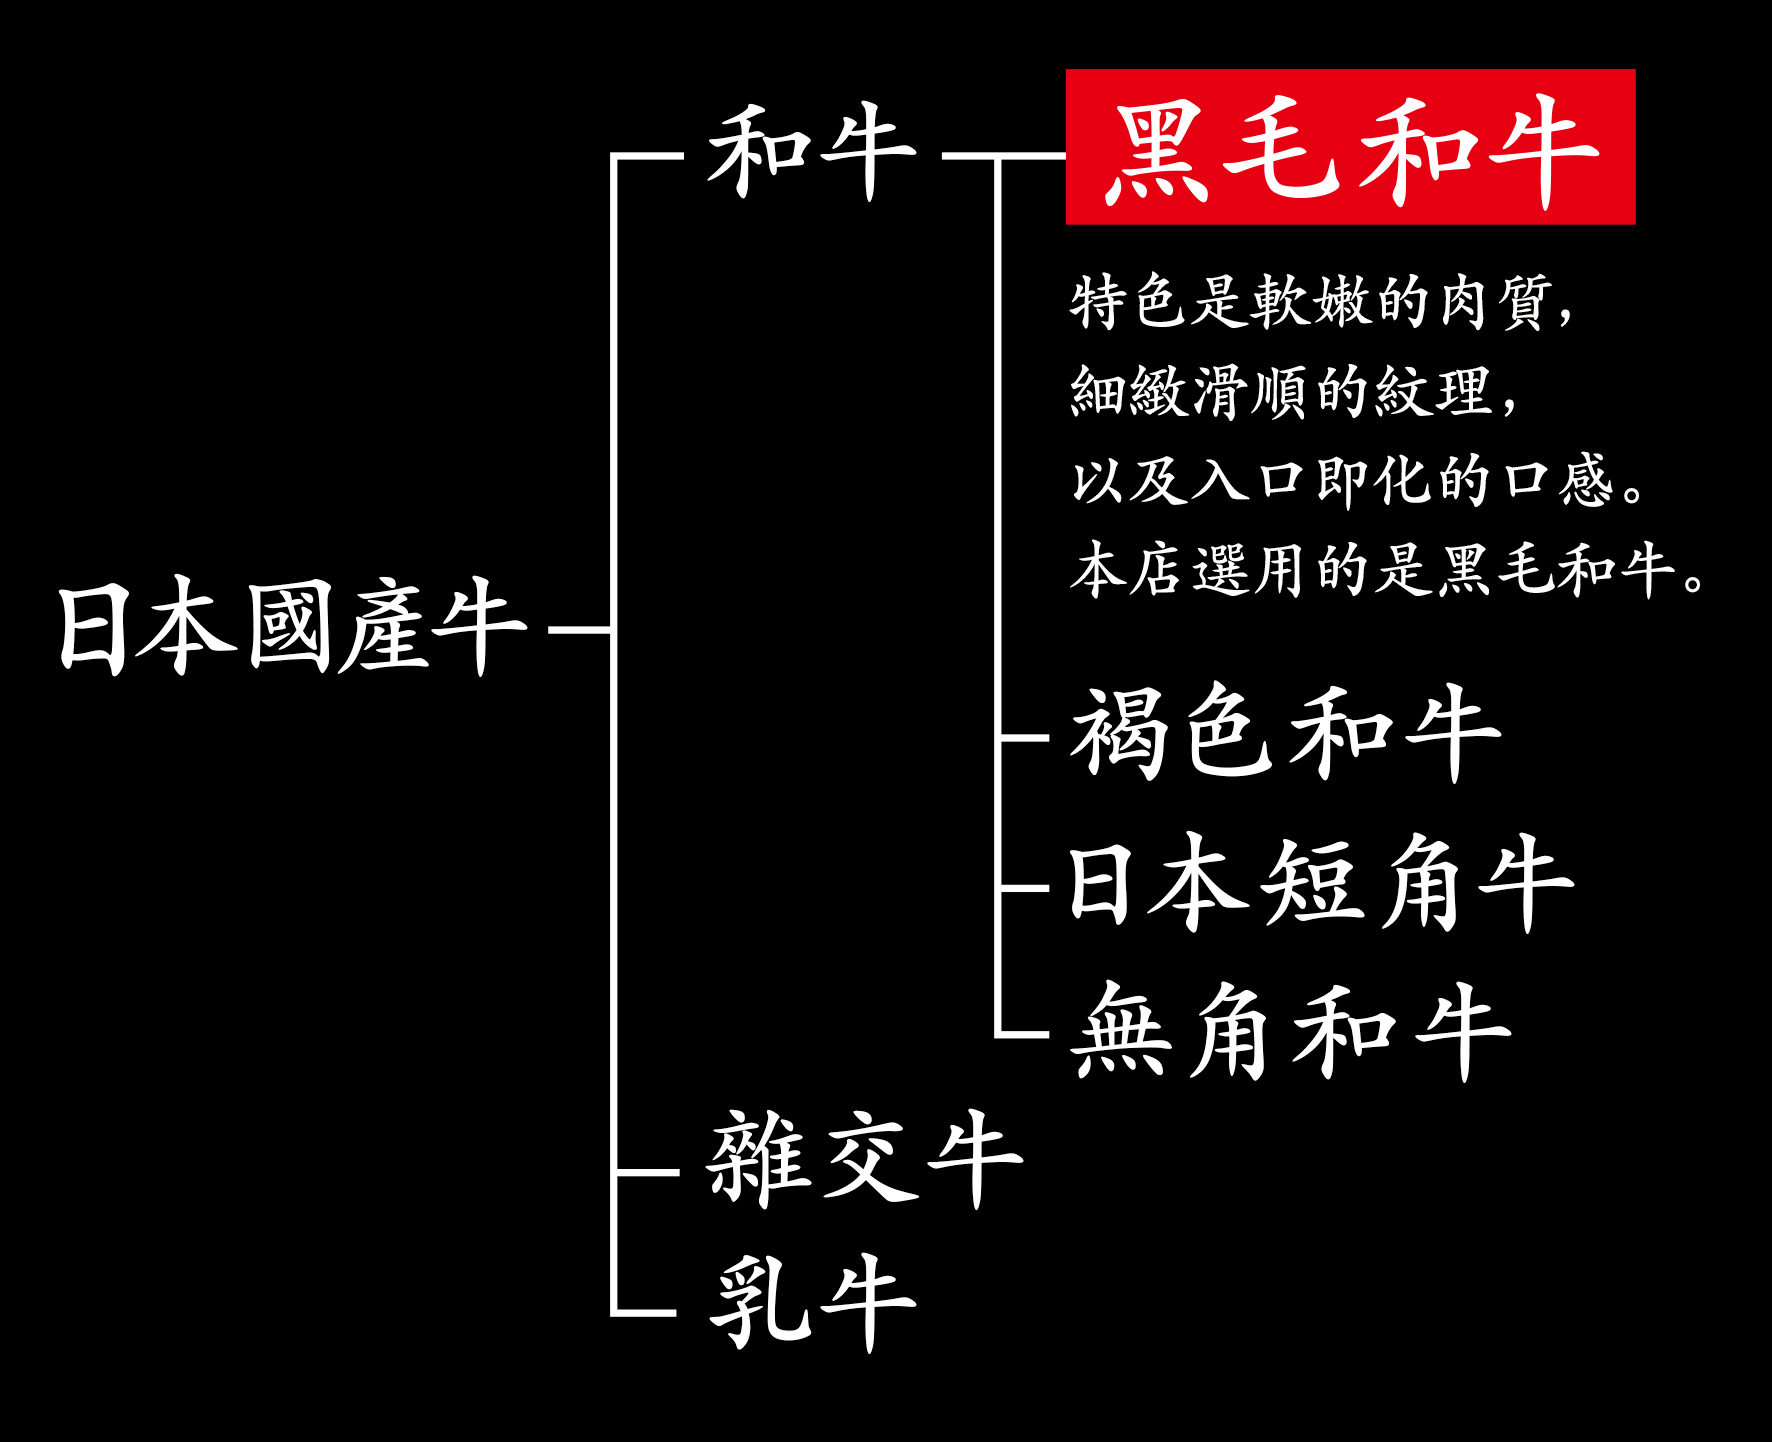 日本國產牛
和牛
黑毛和牛
特色是軟嫩的肉質，
細緻滑順的紋理，
以及入口即化的口感。
本店選用的是黑毛和牛。
褐色和牛
日本短角牛
無角和牛
雜交牛
乳牛